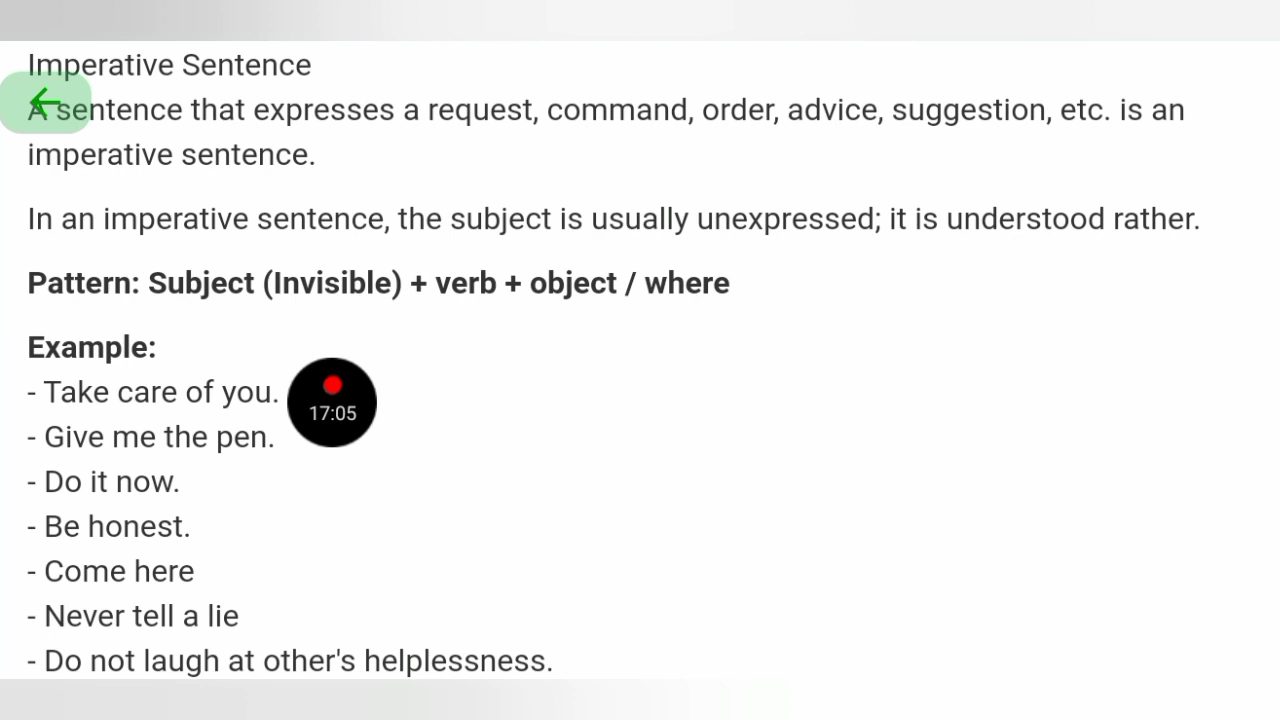 Imperative Sentence
A sentence that expresses a request, command, order, advice, suggestion, etc. is an
imperative sentence.
In an imperative sentence, the subject is usually unexpressed; it is understood rather.
Pattern: Subject (Invisible) + verb + object / where
Example:
- Take care of you.
17:05
- Give me the pen.
- Do it now.
- Be honest.
- Come here
- Never tell a lie
- Do not laugh at other's helplessness.